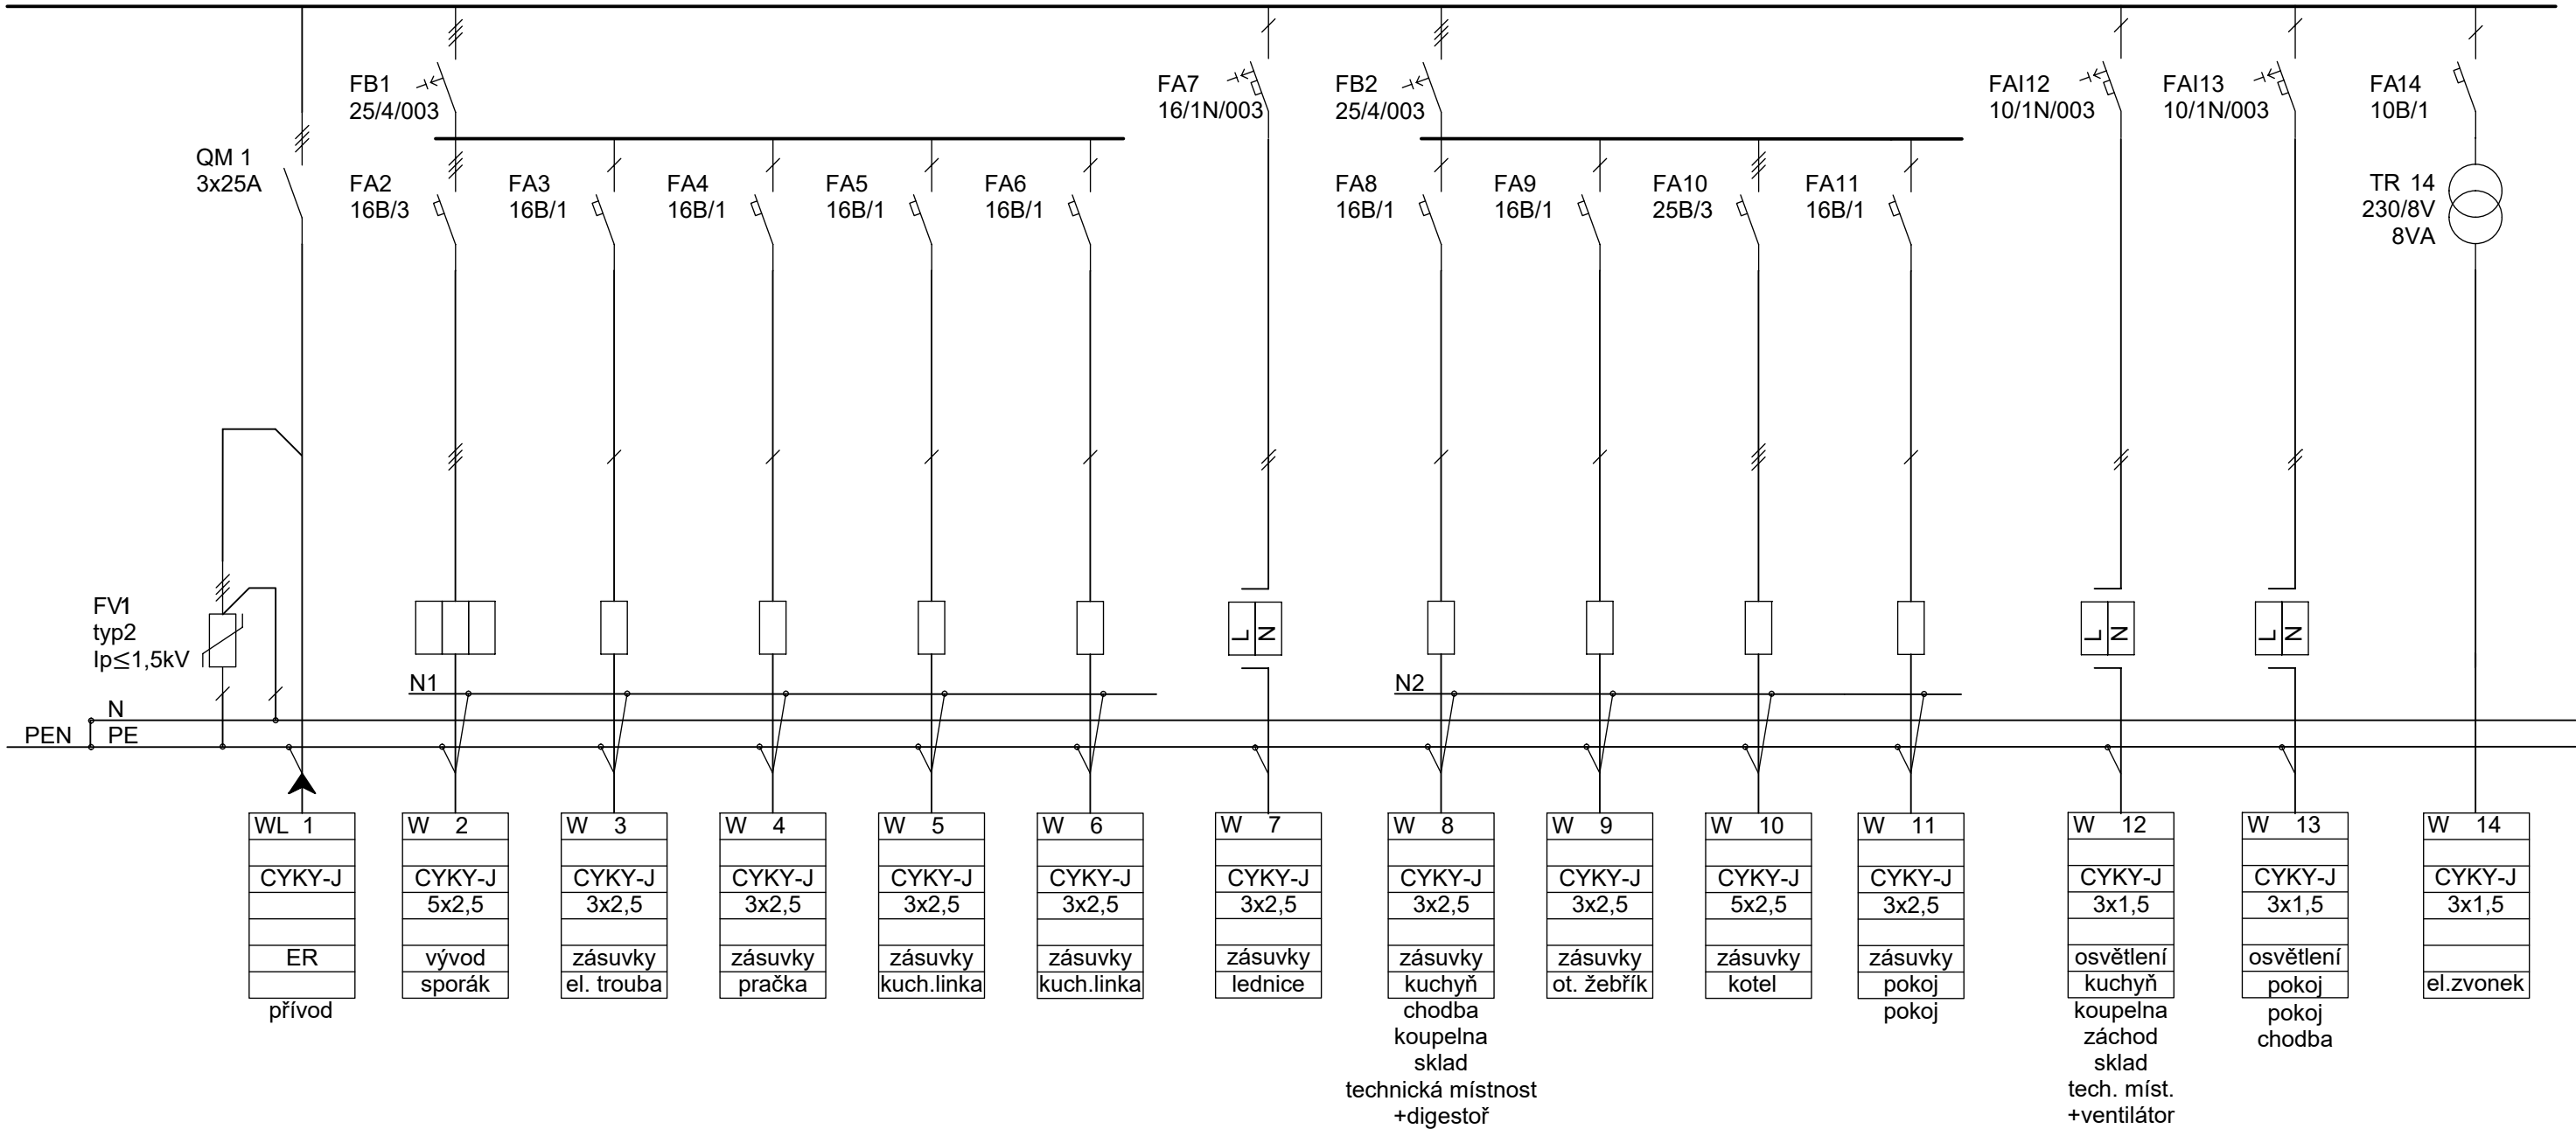 FB1
25/4/003
FA7
16/1N/003
FB2
25/4/003
FAI12
10/1N/003
FAI13
10/1N/003
FA14
10B/1
QM 1
3x25A
FA2
16B/3
FA3
16B/1
FA4
16B/1
FA5
16B/1
FA6
16B/1
FA8
16B/1
FA9
16B/1
FA10
25B/3
FA11
16B/1
TR 14
230/8V
8VA
FV1
typ2
Ip≤1,5kV
L N
L N
L N
N1
N2
N
PEN
PE
WL 1
CYKY-J
ER
přívod
W 2
CYKY-J
5x2,5
vývod
sporák
W 3
CYKY-J
3x2,5
zásuvky
el. trouba
W 4
CYKY-J
3x2,5
zásuvky
pračka
W 5
CYKY-J
3x2,5
zásuvky
kuch.linka
W 6
CYKY-J
3x2,5
zásuvky
kuch.linka
W 7
CYKY-J
3x2,5
zásuvky
lednice
W 8
CYKY-J
3x2,5
zásuvky
kuchyň
chodba
koupelna
sklad
technická místnost
+digestoř
W 9
CYKY-J
3x2,5
zásuvky
ot. žebřík
W 10
CYKY-J
5x2,5
zásuvky
kotel
W 11
CYKY-J
3x2,5
zásuvky
pokoj
pokoj
W 12
CYKY-J
3x1,5
osvětlení
kuchyň
koupelna
záchod
sklad
tech. míst.
+ventilátor
W 13
CYKY-J
3x1,5
osvětlení
pokoj
pokoj
chodba
W 14
CYKY-J
3x1,5
el.zvonek